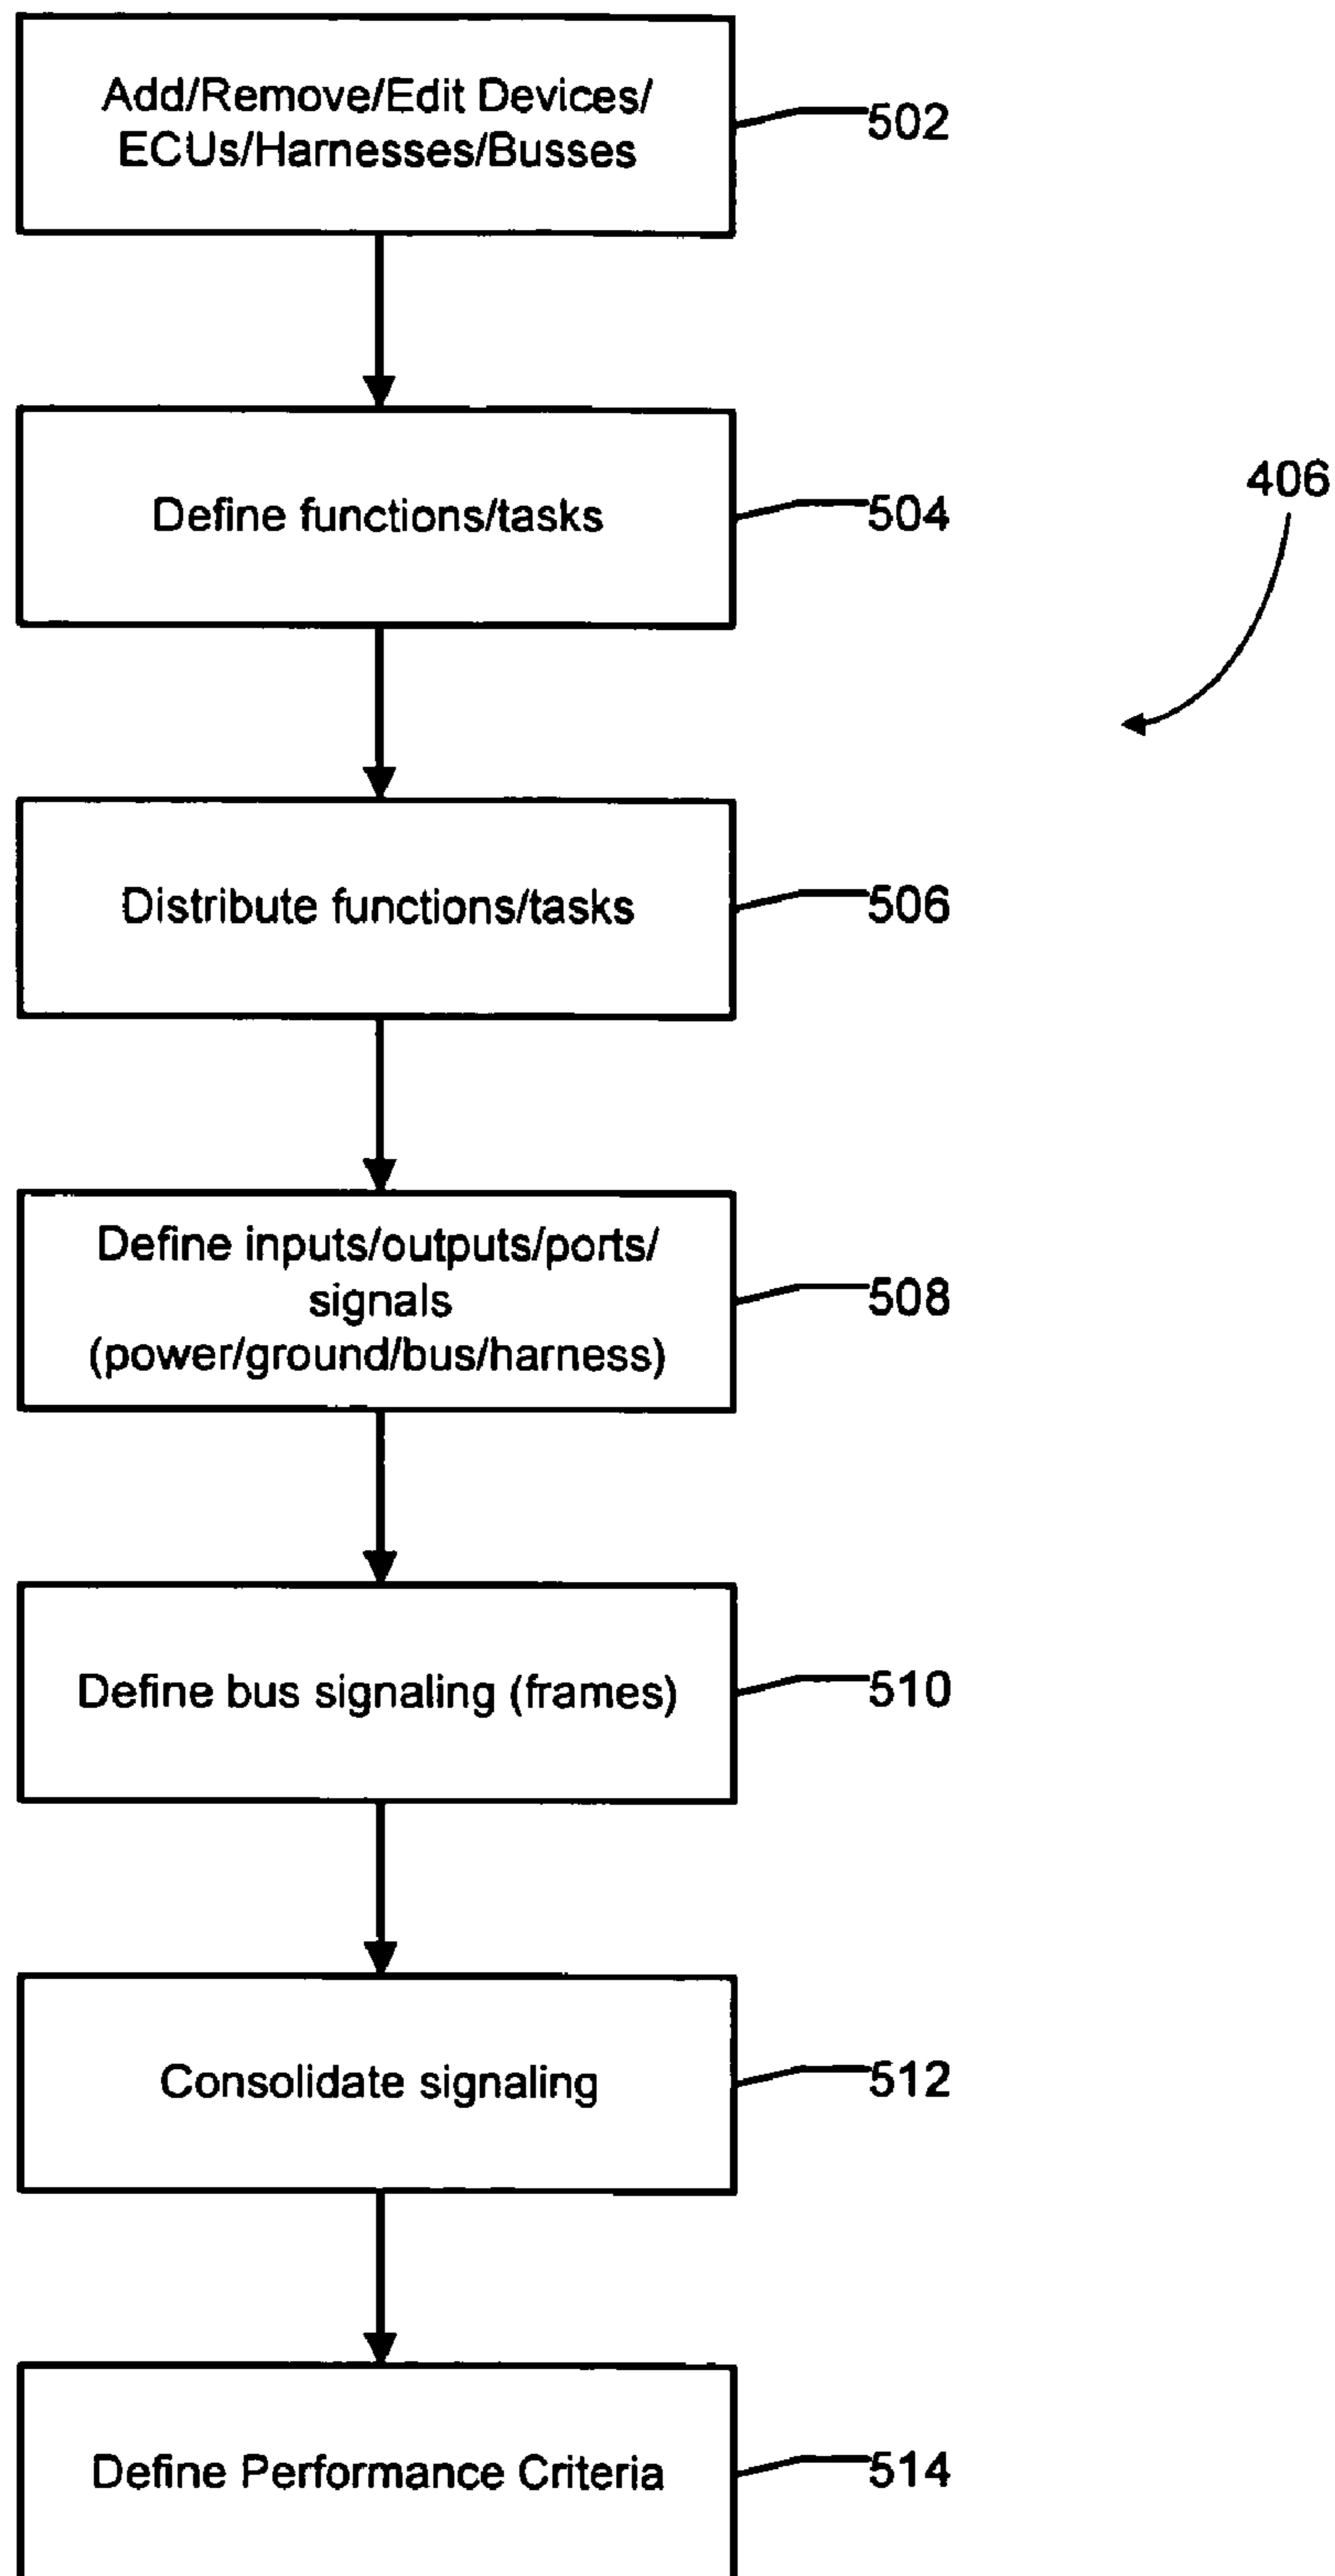 Add/Remove/Edit Devices/
ECUs/Harnesses/Busses
502
Define functions/tasks
504
406
Distribute functions/tasks
506
Define inputs/outputs/ports/
signals
(power/ground/bus/harness)
508
Define bus signaling (frames)
510
Consolidate signaling
512
Define Performance Criteria
514